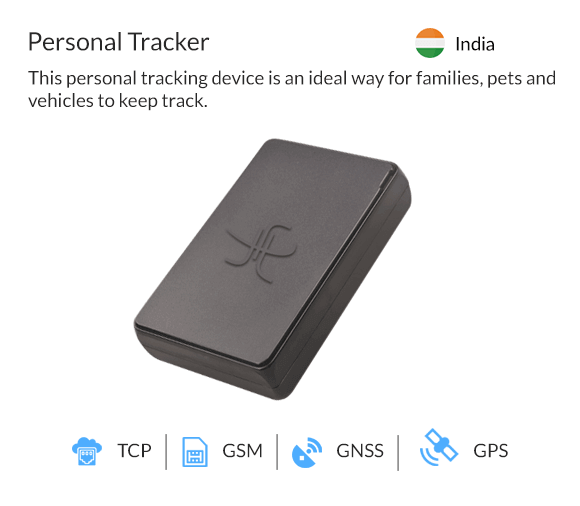 Personal Tracker
India
This personal tracking device is an ideal way for families, pets and
vehicles to keep track.
TCP
GSM
GNSS
GPS